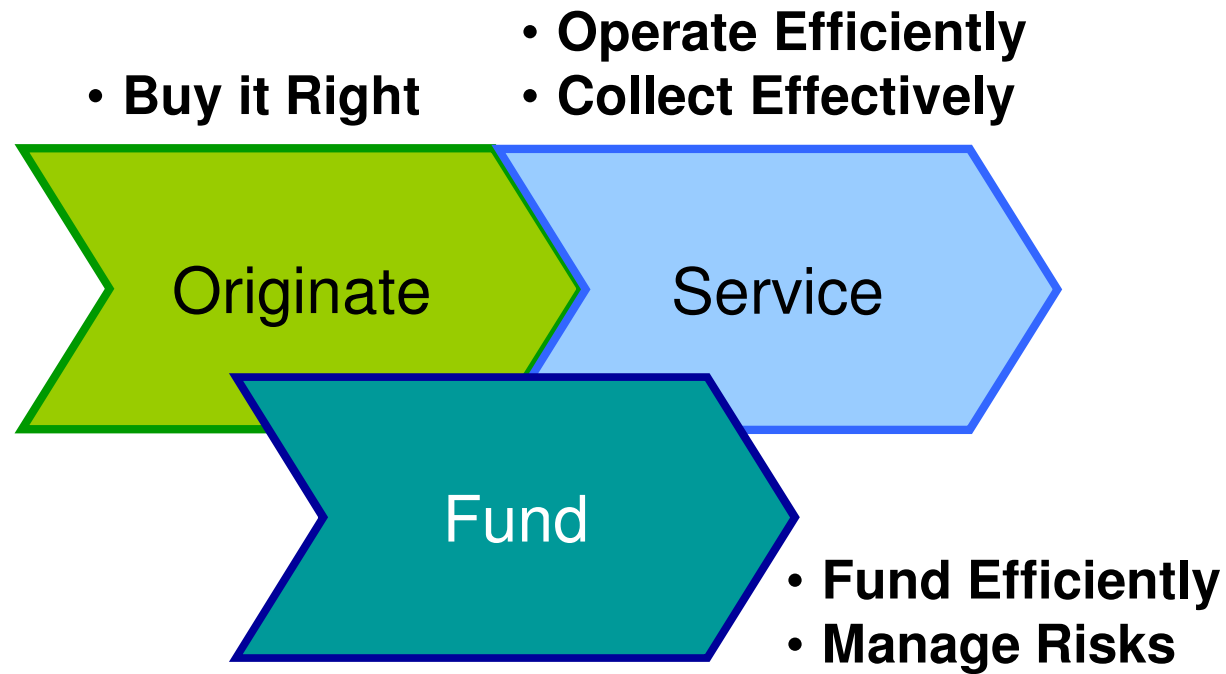 • Operate Efficiently
• Buy it Right
• Collect Effectively
Originate
Service
Fund
• Fund Efficiently
• Manage Risks